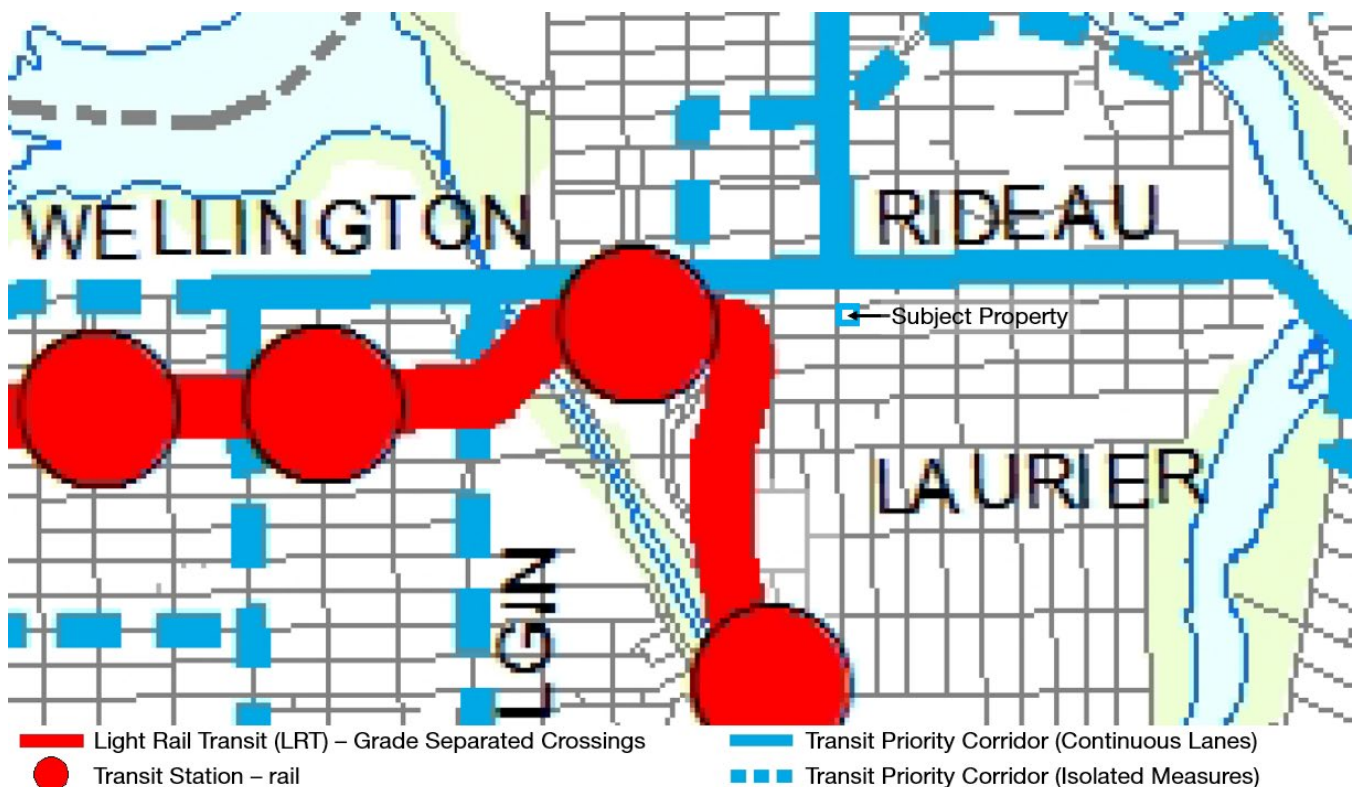 WELLINGTON
RIDEAU
Subject Property
LAURIER
LGIN
Light Rail Transit (LRT) – Grade Separated Crossings
Transit Station – rail
Transit Priority Corridor (Continuous Lanes)
Transit Priority Corridor (Isolated Measures)